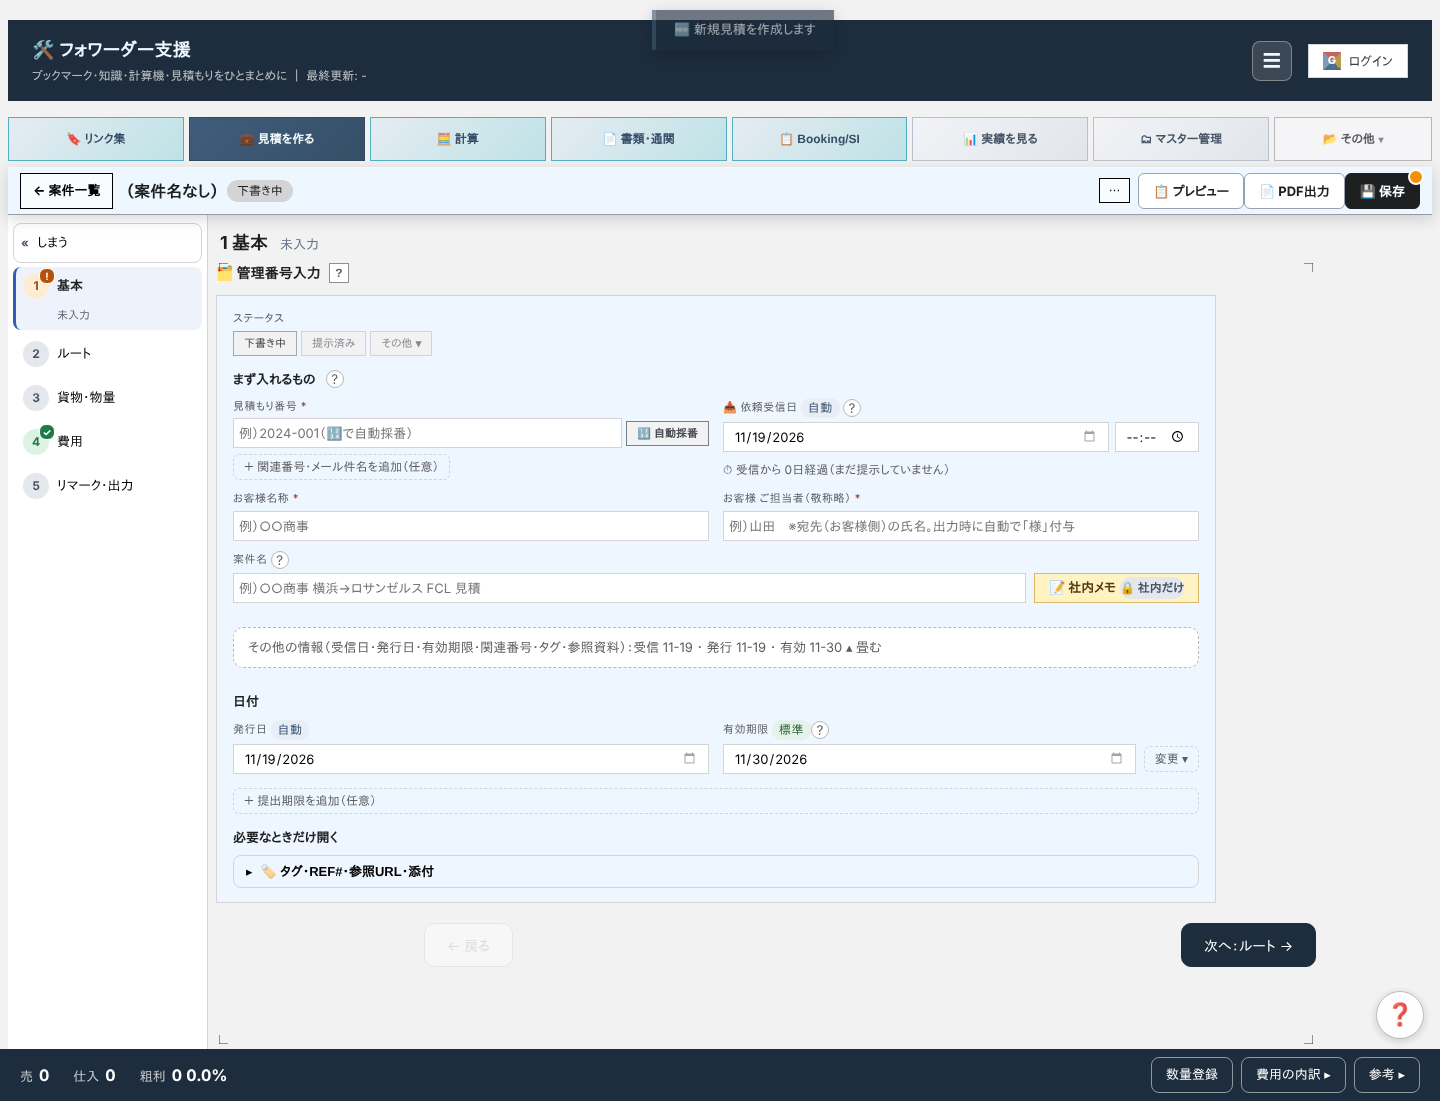 🆕 新規見積を作成します
🛠️ フォワーダー支援
ブックマーク・知識・計算機・見積もりをひとまとめに ｜ 最終更新: -
☰
G ログイン
🔖 リンク集
💼 見積を作る
🧮 計算
📄 書類・通関
📋 Booking/SI
📊 実績を見る
🗂 マスター管理
📂 その他 ▾
← 案件一覧
（案件名なし）
下書き中
…
📋 プレビュー
📄 PDF出力
💾 保存
« しまう
1 ! 基本
未入力
2 ルート
3 貨物・物量
4 ✓ 費用
5 リマーク・出力
1 基本 未入力
🗂️ 管理番号入力 ?
ステータス
下書き中 提示済み その他 ▾
まず入れるもの ?
見積もり番号 *
例）2024-001（🔢で自動採番）
🔢 自動採番
＋ 関連番号・メール件名を追加（任意）
📥 依頼受信日 自動 ?
11/19/2026
--:--
⏱ 受信から 0日経過（まだ提示していません）
お客様名称 *
例）〇〇商事
お客様 ご担当者（敬称略） *
例）山田　※宛先（お客様側）の氏名。出力時に自動で「様」付与
案件名 ?
例）〇〇商事 横浜→ロサンゼルス FCL 見積
📝 社内メモ 🔒 社内だけ
その他の情報（受信日・発行日・有効期限・関連番号・タグ・参照資料）：受信 11-19 · 発行 11-19 · 有効 11-30 ▴ 畳む
日付
発行日 自動
11/19/2026
有効期限 標準 ?
11/30/2026
変更 ▾
＋ 提出期限を追加（任意）
必要なときだけ開く
▸ 🏷️ タグ・REF#・参照URL・添付
← 戻る
次へ：ルート →
❓
売 0 仕入 0 粗利 0 0.0%
数量登録
費用の内訳 ▸
参考 ▸